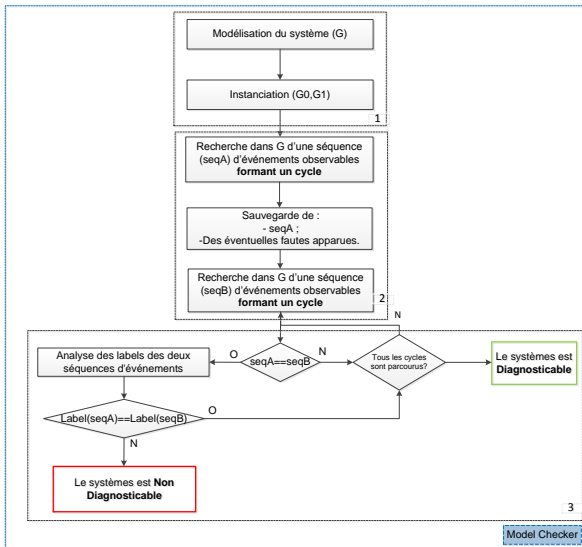 Modélisation du système (G)
Instanciation (G0,G1)
1
Recherche dans G d'une séquence
(seqA) d'événements observables
formant un cycle
Sauvegarde de :
- seqA ;
-Des éventuelles fautes apparues.
Recherche dans G d'une séquence
(seqB) d'événements observables
formant un cycle
2
N
Analyse des labels des deux
séquences d'événements
O
seqA==seqB
N
Tous les cycles
sont parcourus?
Le systèmes est
Diagnosticable
Label(seqA)==Label(seqB)
O
N
Le systèmes est Non
Diagnosticable
3
Model Checker